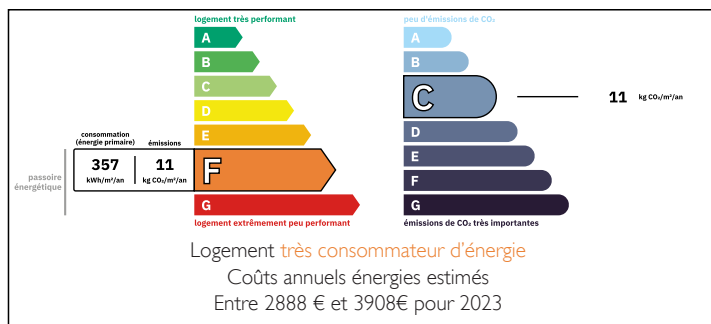 logement très performant
A
B
C
D
E
consommation
(énergie primaire)
émissions
357
kWh/m²/an
11
kg CO₂/m²/an
F
passoire
énergétique
G
logement extrêmement peu performant
peu d'émissions de CO₂
A
B
C
11
kg CO₂/m²/an
D
E
F
G
émissions de CO₂ très importantes
Logement très consommateur d'énergie
Coûts annuels énergies estimés
Entre 2888 € et 3908€ pour 2023